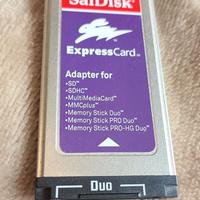 SanDisk
ExpressCard™
Adapter for
•SD™
•SDHC™
•MultiMediaCard™
•MMCplus™
•Memory Stick Duo™
•Memory Stick PRO Duo™
•Memory Stick PRO-HG Duo™
Duo